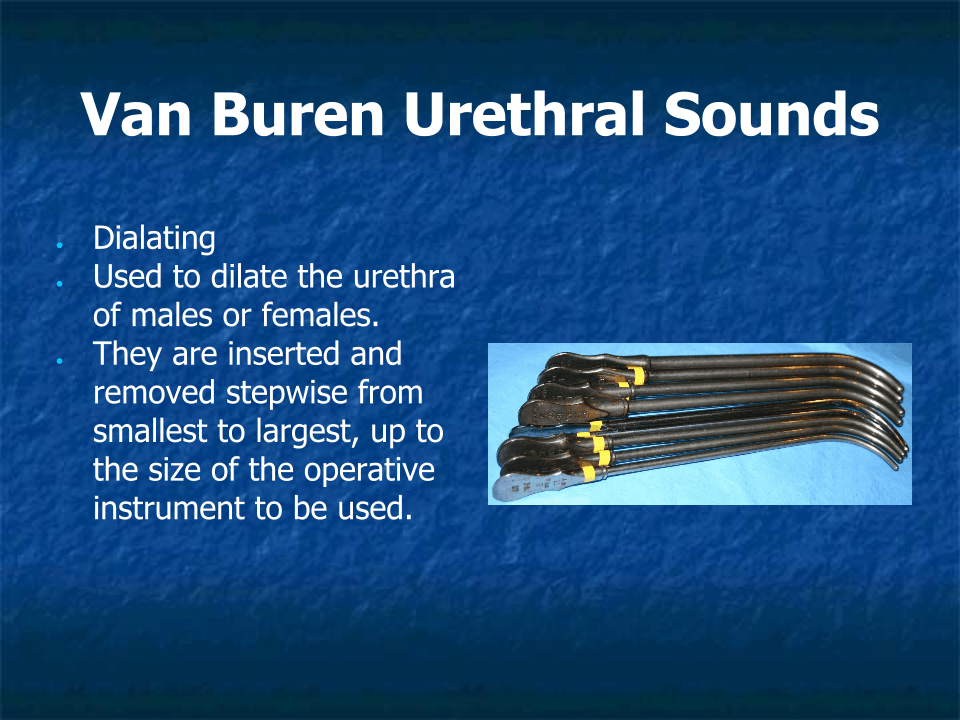 Van Buren Urethral Sounds
Dialating
Used to dilate the urethra
of males or females.
They are inserted and
removed stepwise from
smallest to largest, up to
the size of the operative
instrument to be used.